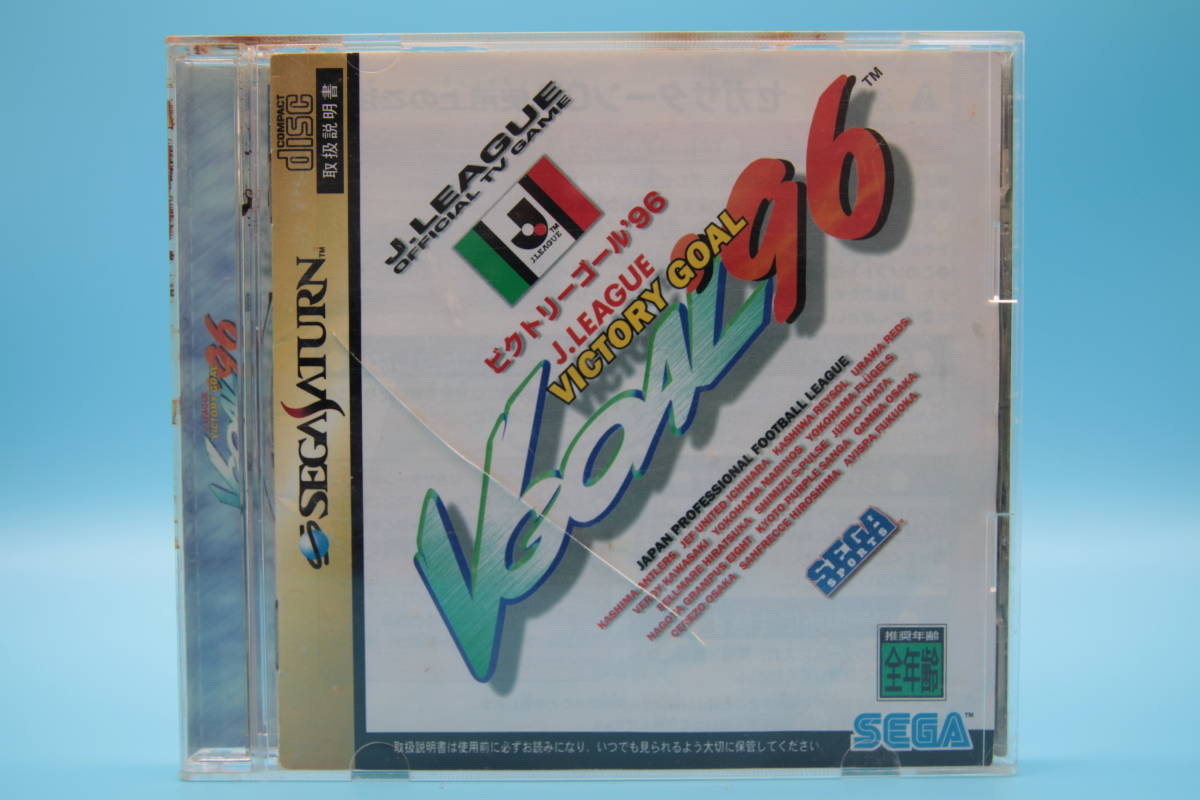 COMPACT
disc
取扱説明書
SEGA SATURN™
J.LEAGUE
OFFICIAL TV GAME
J.LEAGUE™
ビクトリーゴール'96
J.LEAGUE
VICTORY GOAL
VGOAL '96™
JAPAN PROFESSIONAL FOOTBALL LEAGUE
KASHIMA ANTLERS JEF UNITED ICHIHARA KASHIWA REYSOL URAWA REDS
VERDY KAWASAKI YOKOHAMA MARINOS YOKOHAMA FLÜGELS
BELLMARE HIRATSUKA SHIMIZU S-PULSE JUBILO IWATA
NAGOYA GRAMPUS EIGHT KYOTO PURPLE SANGA GAMBA OSAKA
CEREZO OSAKA SANFRECCE HIROSHIMA AVISPA FUKUOKA
SEGA
SPORTS
推奨年齢
全年齢
SEGA™
取扱説明書は使用前に必ずお読みになり、いつでも見られるよう大切に保管してください。
J.LEAGUE
VICTORY GOAL
VGOAL '96